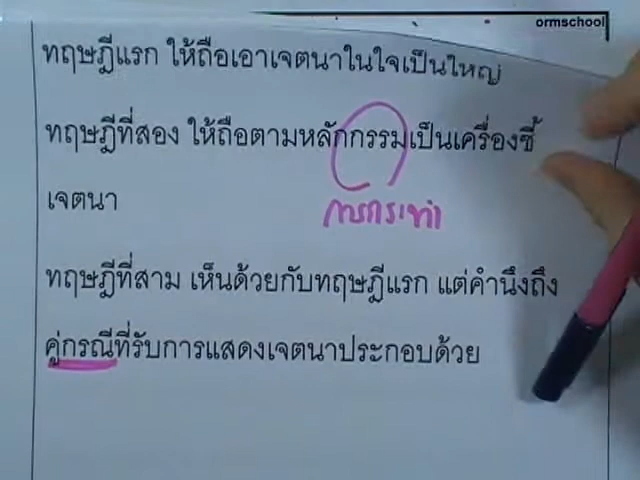 ormschool
ทฤษฎีแรก ให้ถือเอาเจตนาในใจเป็นใหญ่
ทฤษฎีที่สอง ให้ถือตามหลักกรรมเป็นเครื่องชี้
เจตนา
การกระทำ
ทฤษฎีที่สาม เห็นด้วยกับทฤษฎีแรก แต่คำนึงถึง
คู่กรณีที่รับการแสดงเจตนาประกอบด้วย